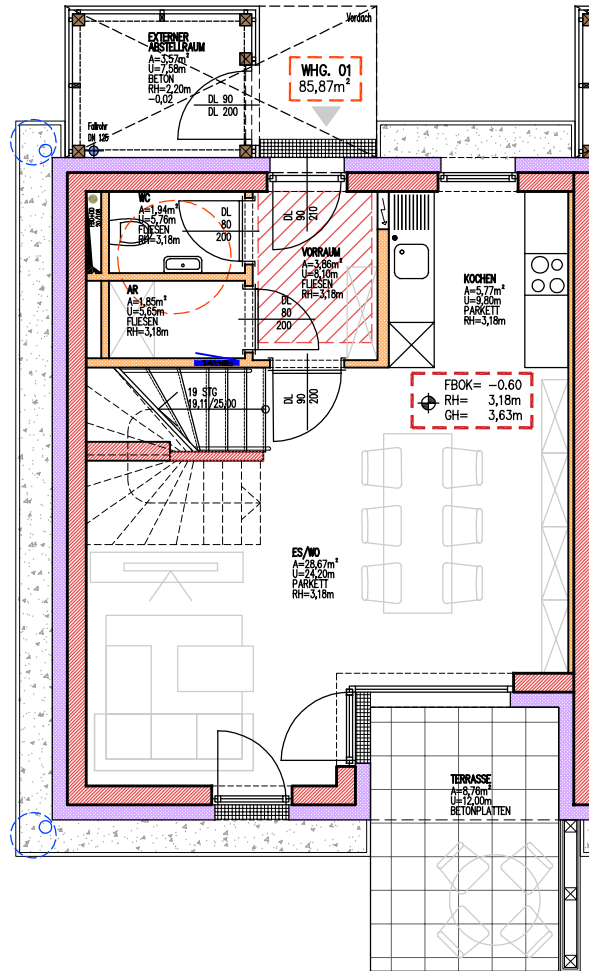 EXTERNER
ABSTELLRAUM
A=3,57m²
U=7,58m
BETON
RH=2,20m
-0,02
Vordach
WHG. 01
85,87m²
DL 90
DL 200
Fallrohr
DN 125
WC
A=1,94m²
U=5,76m
FLIESEN
RH=3,18m
DL
80
200
DL 90
210
VORRAUM
A=3,86m²
U=8,10m
FLIESEN
RH=3,18m
KOCHEN
A=5,77m²
U=9,80m
PARKETT
RH=3,18m
AR
A=1,85m²
U=5,65m
FLIESEN
RH=3,18m
DL
80
200
19 STG
19,11/25,00
DL 90
200
FBOK= -0.60
RH= 3,18m
GH= 3,63m
ES/WO
A=28,67m²
U=24,20m
PARKETT
RH=3,18m
TERRASSE
A=8,76m²
U=12,00m
BETONPLATTEN